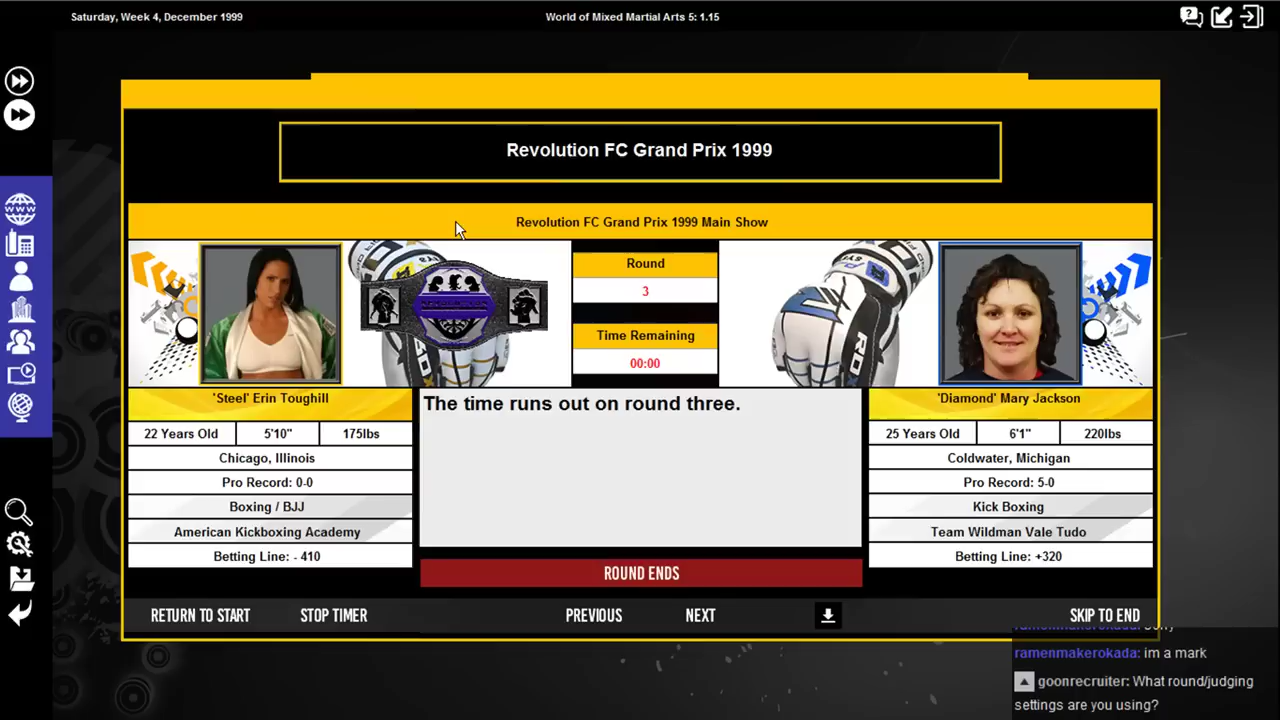 Saturday, Week 4, December 1999
World of Mixed Martial Arts 5: 1.15
Revolution FC Grand Prix 1999
Revolution FC Grand Prix 1999 Main Show
Round
3
Time Remaining
00:00
'Steel' Erin Toughill
22 Years Old
5'10"
175lbs
Chicago, Illinois
Pro Record: 0-0
Boxing / BJJ
American Kickboxing Academy
Betting Line: - 410
The time runs out on round three.
ROUND ENDS
'Diamond' Mary Jackson
25 Years Old
6'1"
220lbs
Coldwater, Michigan
Pro Record: 5-0
Kick Boxing
Team Wildman Vale Tudo
Betting Line: +320
RETURN TO START
STOP TIMER
PREVIOUS
NEXT
SKIP TO END
ramenmakerokada: im a mark
goonrecruiter: What round/judging
settings are you using?
WWW
RDX